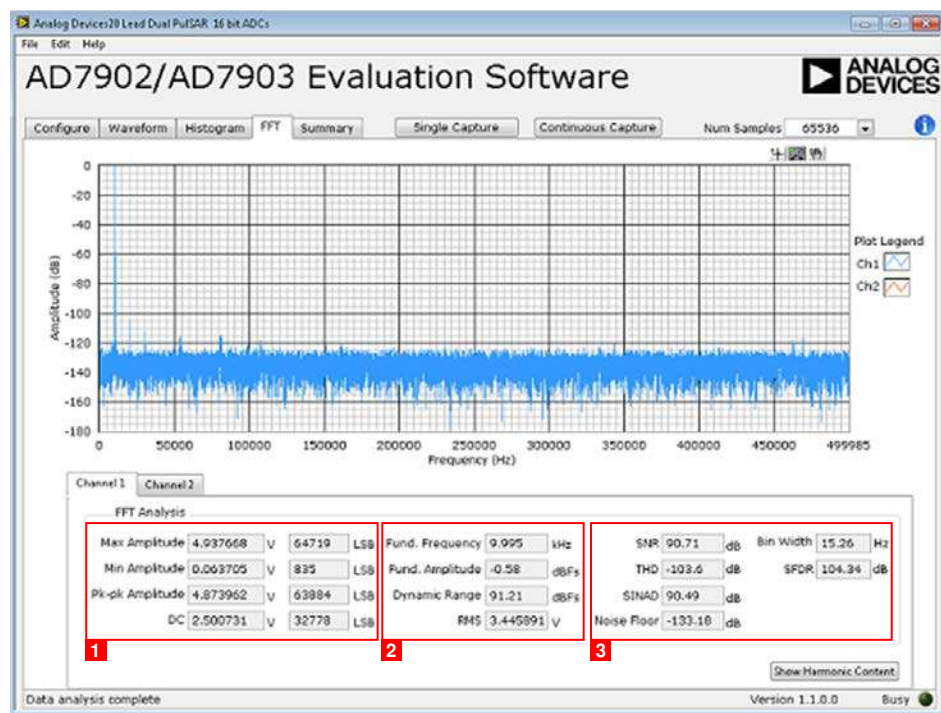 Analog Devices20 Lead Dual PulSAR 16 bit ADCs
File Edit Help
AD7902/AD7903 Evaluation Software
ANALOG
DEVICES
Configure Waveform Histogram FFT Summary Single Capture Continuous Capture Num Samples 65536
0
-20
-40
-60
-80
-100
-120
-140
-160
-180
Amplitude (dB)
0 50000 100000 150000 200000 250000 300000 350000 400000 450000 499985
Frequency (Hz)
Plot Legend
Ch1
Ch2
Channel 1 Channel 2
FFT Analysis
Max Amplitude 4.937668 V 64719 LSB
Min Amplitude 0.063705 V 835 LSB
Pk-pk Amplitude 4.873962 V 63884 LSB
DC 2.500731 V 32778 LSB
1
Fund. Frequency 9.995 kHz
Fund. Amplitude -0.58 dBFs
Dynamic Range 91.21 dBFs
RMS 3.445891 V
2
SNR 90.71 dB Bin Width 15.26 Hz
THD -103.6 dB SFDR 104.34 dB
SINAD 90.49 dB
Noise Floor -133.18 dB
3
Show Harmonic Content
Data analysis complete Version 1.1.0.0 Busy